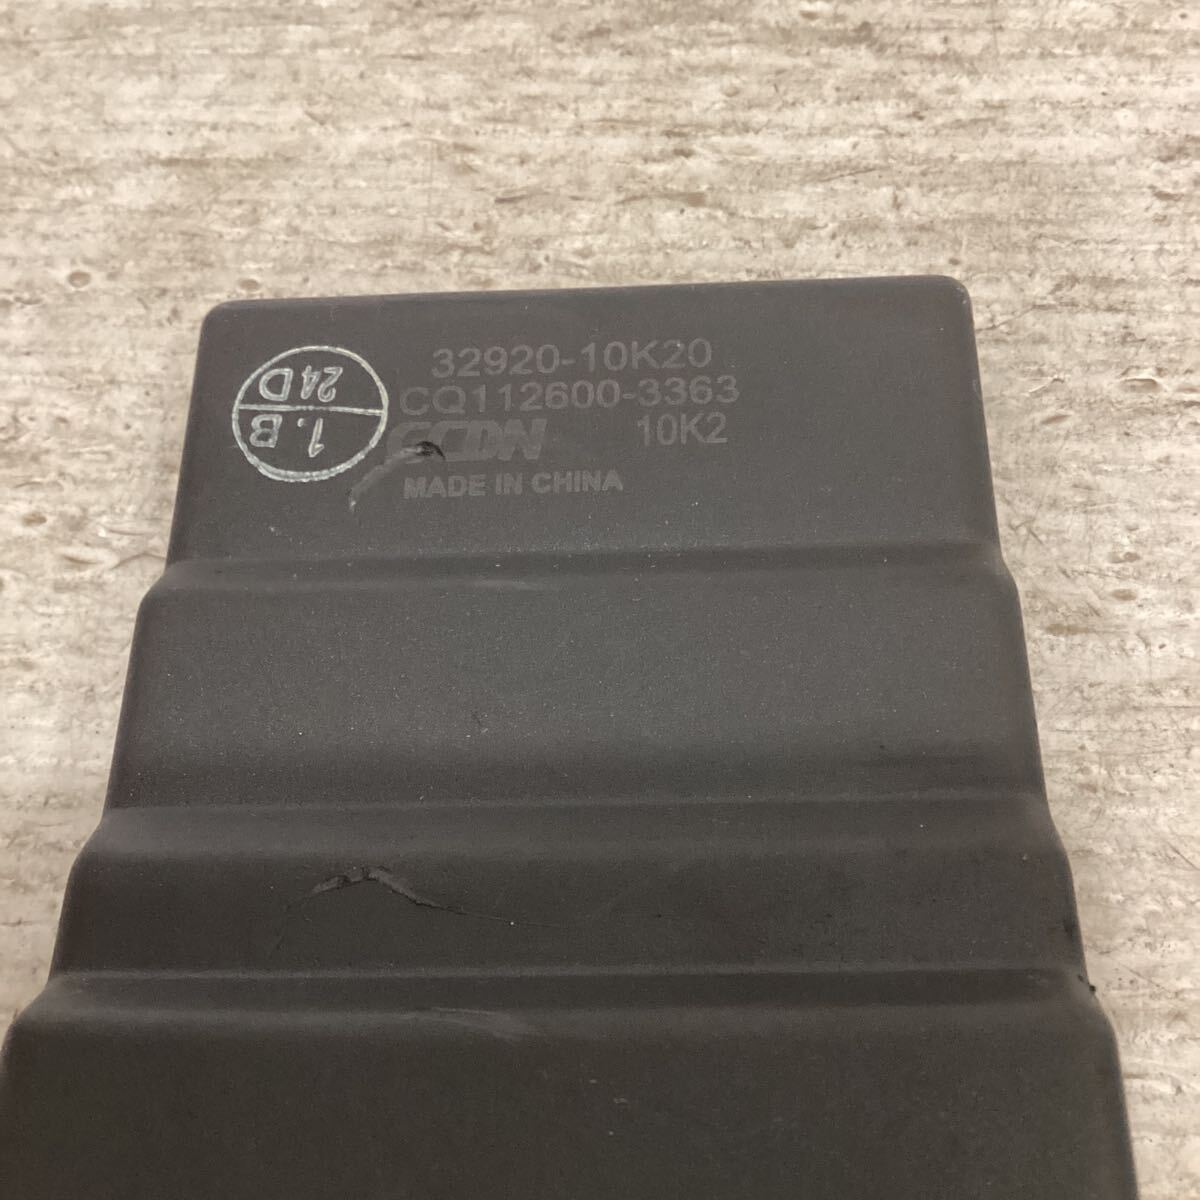 32920-10K20
CQ112600-3363
10K2
MADE IN CHINA
1.B
24D